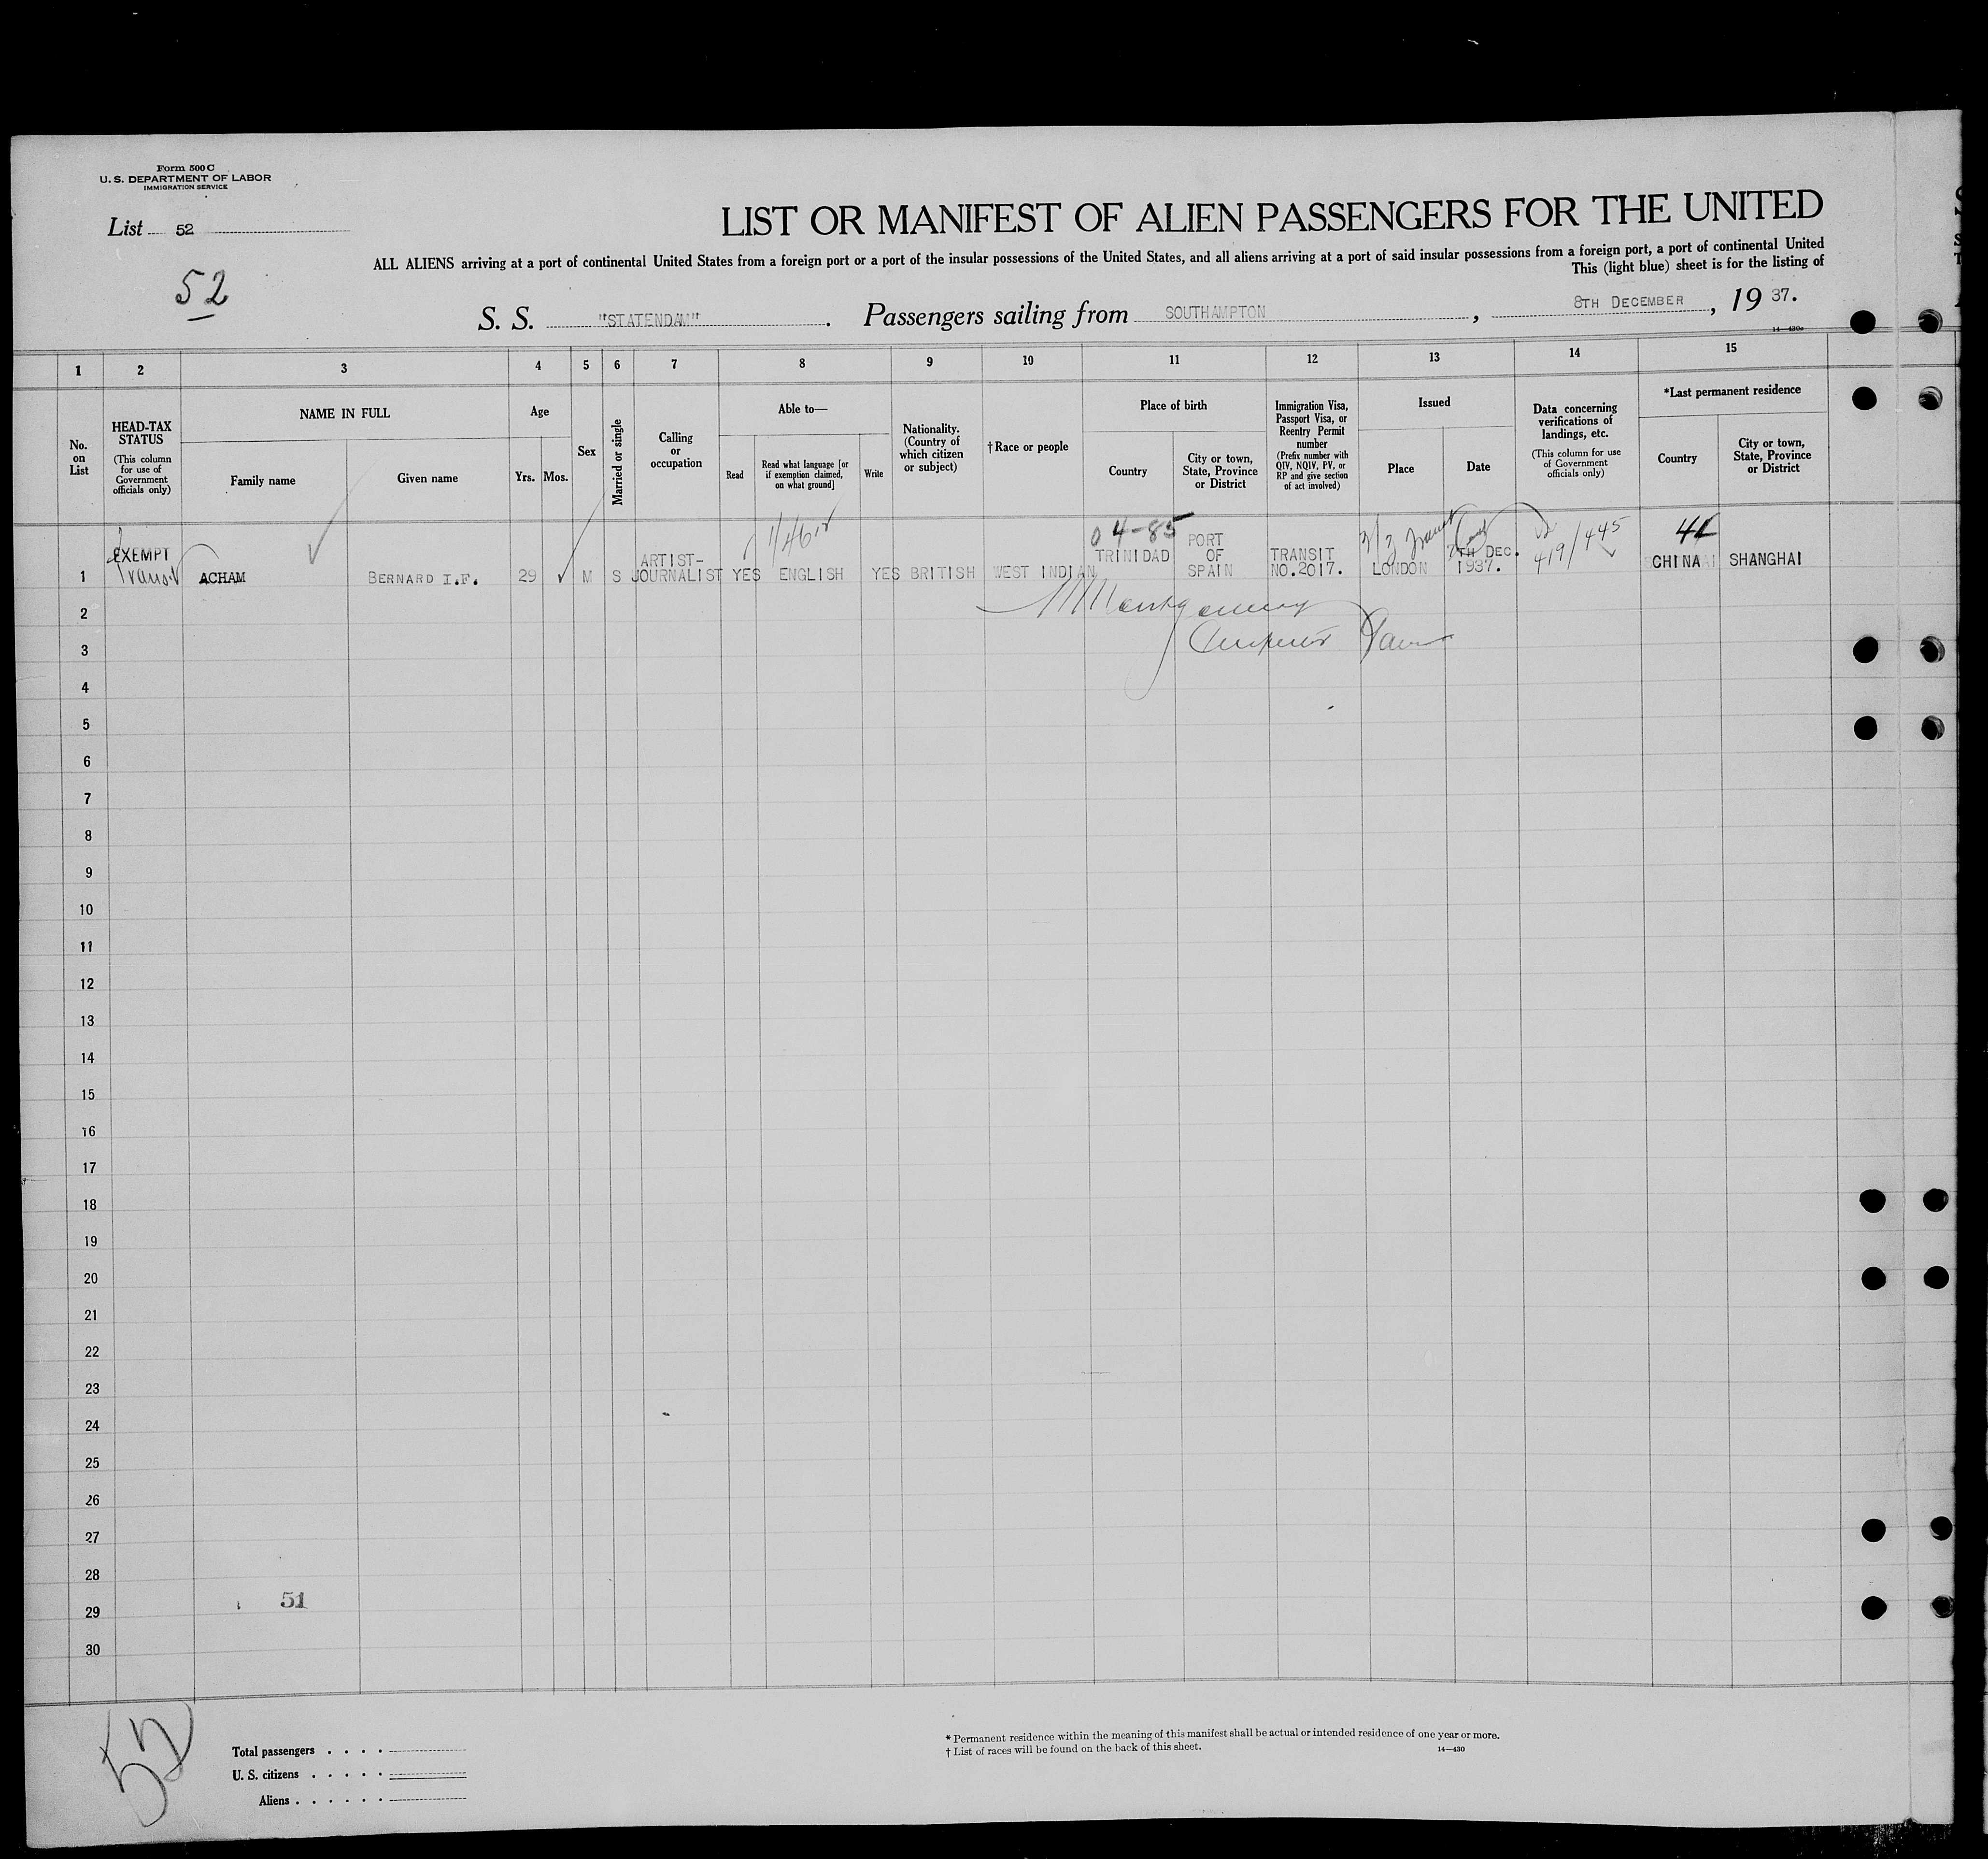 Form 500 C
U. S. DEPARTMENT OF LABOR
IMMIGRATION SERVICE
List 52
52
LIST OR MANIFEST OF ALIEN PASSENGERS FOR THE UNITED
ALL ALIENS arriving at a port of continental United States from a foreign port or a port of the insular possessions of the United States, and all aliens arriving at a port of said insular possessions from a foreign port, a port of continental United
This (light blue) sheet is for the listing of
S. S. "STATENDAM". Passengers sailing from SOUTHAMPTON, 8TH DECEMBER, 19 37.
14—430a
1 2 3 4 5 6 7 8 9 10 11 12 13 14 15
No. on List
HEAD-TAX STATUS
(This column for use of Government officials only)
NAME IN FULL
Family name
Given name
Age
Yrs. Mos.
Sex
Married or single
Calling or occupation
Able to—
Read
Read what language [or if exemption claimed, on what ground]
Write
Nationality. (Country of which citizen or subject)
†Race or people
Place of birth
Country
City or town, State, Province or District
Immigration Visa, Passport Visa, or Reentry Permit number
(Prefix number with QIV, NQIV, PV, or RP and give section of act involved)
Issued
Place
Date
Data concerning verifications of landings, etc.
(This column for use of Government officials only)
*Last permanent residence
Country
City or town, State, Province or District
04-85
419/445
1 EXEMPT Transit ACHAM BERNARD I.F. 29 M S ARTIST-JOURNALIST YES ENGLISH YES BRITISH WEST INDIAN TRINIDAD PORT OF SPAIN TRANSIT NO.2017. LONDON 7TH DEC. 1937. CHINA SHANGHAI
Montgomery
2
3
4
5
6
7
8
9
10
11
12
13
14
15
16
17
18
19
20
21
22
23
24
25
26
27
28
51
29
30
52
Total passengers . . . .
U. S. citizens . . . . .
Aliens . . . . . .
* Permanent residence within the meaning of this manifest shall be actual or intended residence of one year or more.
† List of races will be found on the back of this sheet.
14—430